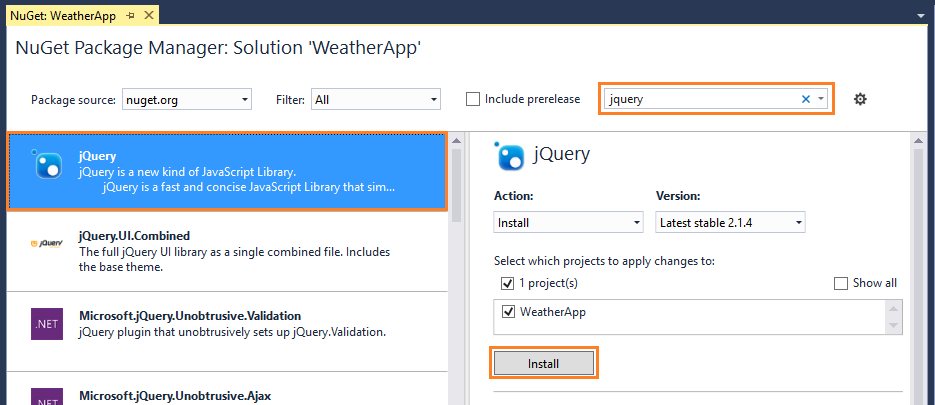 NuGet: WeatherApp
NuGet Package Manager: Solution 'WeatherApp'
Package source: nuget.org Filter: All Include prerelease jquery
jQuery
jQuery is a new kind of JavaScript Library.
jQuery is a fast and concise JavaScript Library that sim...
jQuery
jQuery.UI.Combined
The full jQuery UI library as a single combined file. Includes
the base theme.
.NET
Microsoft.jQuery.Unobtrusive.Validation
jQuery plugin that unobtrusively sets up jQuery.Validation.
.NET
Microsoft.jQuery.Unobtrusive.Ajax
jQuery
Action: Version:
Install Latest stable 2.1.4
Select which projects to apply changes to:
1 project(s) Show all
WeatherApp
Install